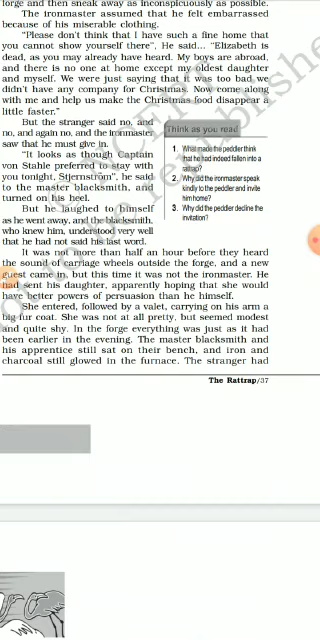 forge and then sneak away as inconspicuously as possible.
The ironmaster assumed that he felt embarrassed
because of his miserable clothing.
"Please don't think that I have such a fine home that
you cannot show yourself there", He said... "Elizabeth is
dead, as you may already have heard. My boys are abroad,
and there is no one at home except my oldest daughter
and myself. We were just saying that it was too bad we
didn't have any company for Christmas. Now come along
with me and help us make the Christmas food disappear a
little faster."
But the stranger said no, and
no, and again no, and the ironmaster
saw that he must give in.
"It looks as though Captain
von Stahle preferred to stay with
you tonight, Stjernström", he said
to the master blacksmith, and
turned on his heel.
But he laughed to himself
as he went away, and the blacksmith,
who knew him, understood very well
that he had not said his last word.
Think as you read
1. What made the peddler think
that he had indeed fallen into a
rattrap?
2. Why did the ironmaster speak
kindly to the peddler and invite
him home?
3. Why did the peddler decline the
invitation?
It was not more than half an hour before they heard
the sound of carriage wheels outside the forge, and a new
guest came in, but this time it was not the ironmaster. He
sent his daughter, apparently hoping that she would
have better powers of persuasion than he himself.
She entered, followed by a valet, carrying on his arm a
big fur coat. She was not at all pretty, but seemed modest
and quite shy. In the forge everything was just as it had
been earlier in the evening. The master blacksmith and
his apprentice still sat on their bench, and iron and
charcoal still glowed in the furnace. The stranger had
The Rattrap/37